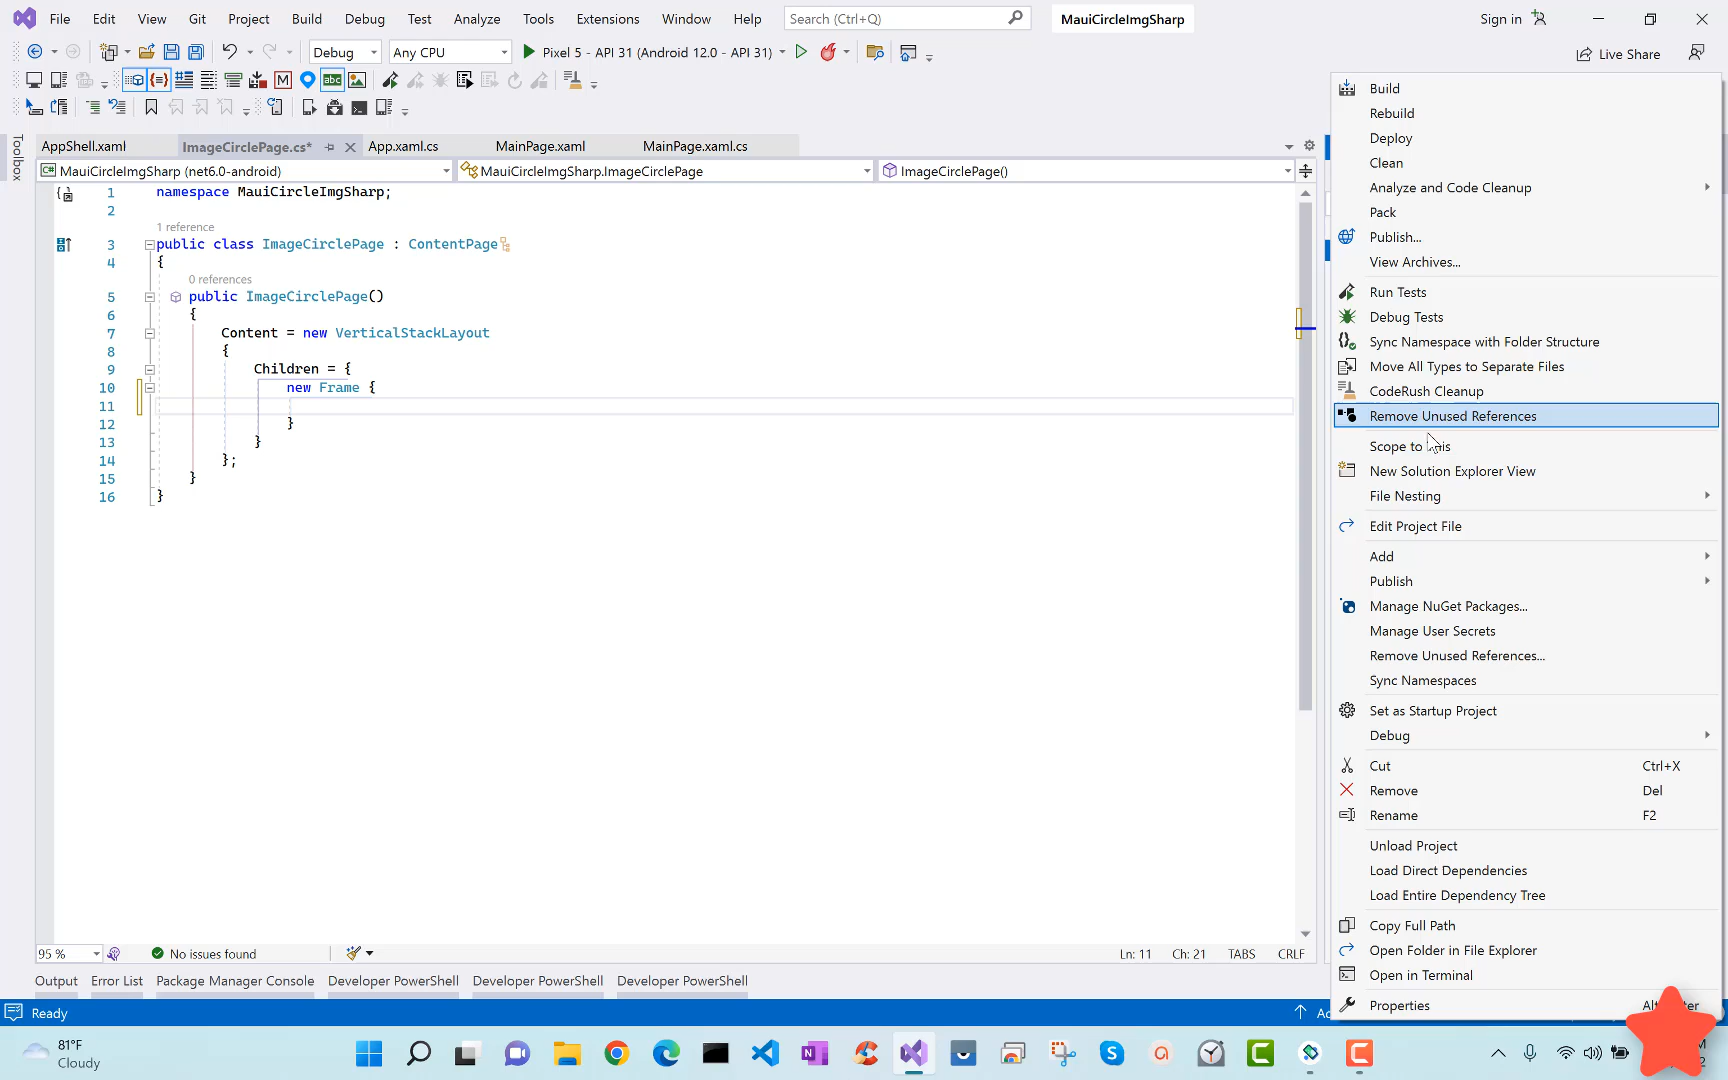 File Edit View Git Project Build Debug Test Analyze Tools Extensions Window Help Search (Ctrl+Q) MauiCircleImgSharp Sign in
Debug Any CPU Pixel 5 - API 31 (Android 12.0 - API 31) Live Share
Toolbox
AppShell.xaml ImageCirclePage.cs* App.xaml.cs MainPage.xaml MainPage.xaml.cs
MauiCircleImgSharp (net6.0-android) MauiCircleImgSharp.ImageCirclePage ImageCirclePage()
1 namespace MauiCircleImgSharp;
2
1 reference
3 public class ImageCirclePage : ContentPage
4 {
0 references
5 public ImageCirclePage()
6 {
7 Content = new VerticalStackLayout
8 {
9 Children = {
10 new Frame {
11
12 }
13 }
14 };
15 }
16 }
95 % No issues found Ln: 11 Ch: 21 TABS CRLF
Output Error List Package Manager Console Developer PowerShell Developer PowerShell Developer PowerShell
Ready
Build
Rebuild
Deploy
Clean
Analyze and Code Cleanup
Pack
Publish...
View Archives...
Run Tests
Debug Tests
Sync Namespace with Folder Structure
Move All Types to Separate Files
CodeRush Cleanup
Remove Unused References
Scope to This
New Solution Explorer View
File Nesting
Edit Project File
Add
Publish
Manage NuGet Packages...
Manage User Secrets
Remove Unused References...
Sync Namespaces
Set as Startup Project
Debug
Cut Ctrl+X
Remove Del
Rename F2
Unload Project
Load Direct Dependencies
Load Entire Dependency Tree
Copy Full Path
Open Folder in File Explorer
Open in Terminal
Properties
81°F
Cloudy